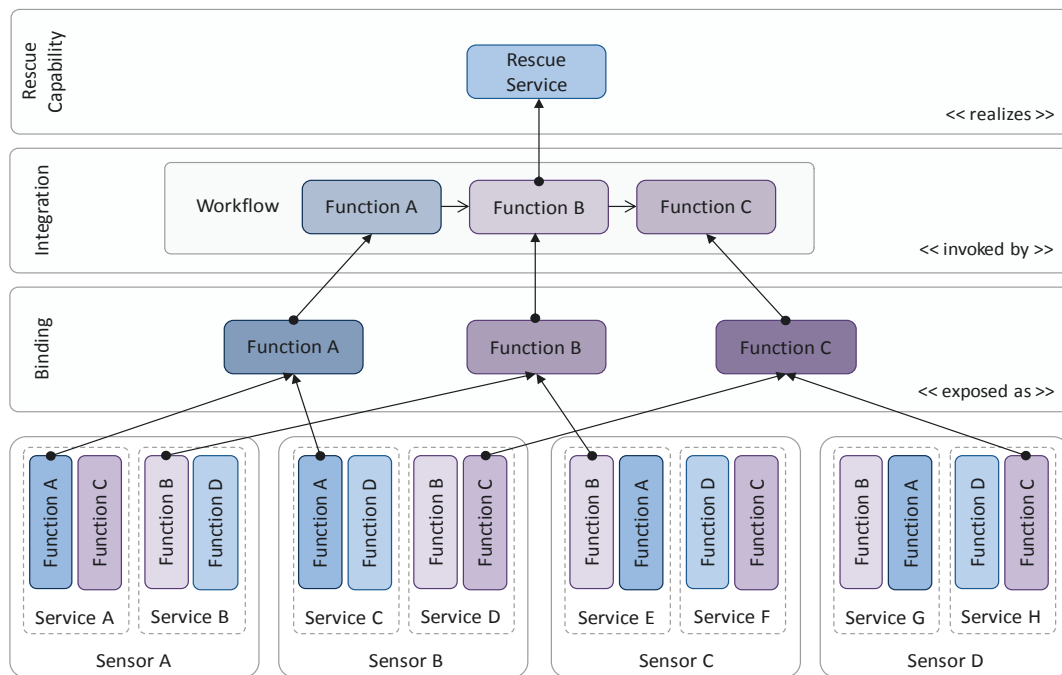 Rescue
Capability
Rescue
Service
<< realizes >>
Integration
Workflow
Function A
Function B
Function C
<< invoked by >>
Binding
Function A
Function B
Function C
<< exposed as >>
Function A
Function C
Function B
Function D
Function A
Function D
Function B
Function C
Function B
Function A
Function D
Function C
Function B
Function A
Function D
Function C
Service A
Service B
Service C
Service D
Service E
Service F
Service G
Service H
Sensor A
Sensor B
Sensor C
Sensor D